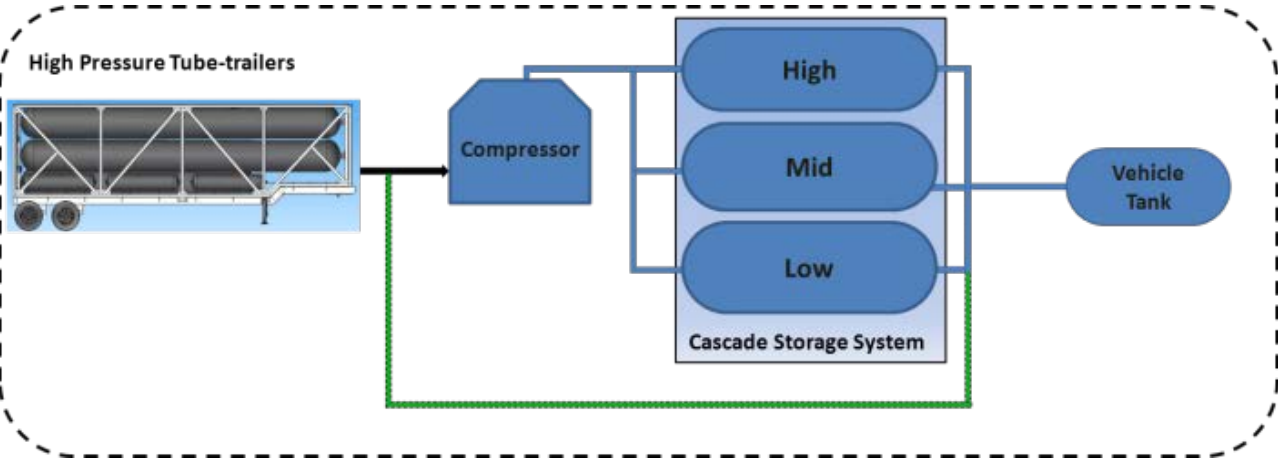 High Pressure Tube-trailers
Compressor
High
Mid
Low
Cascade Storage System
Vehicle
Tank